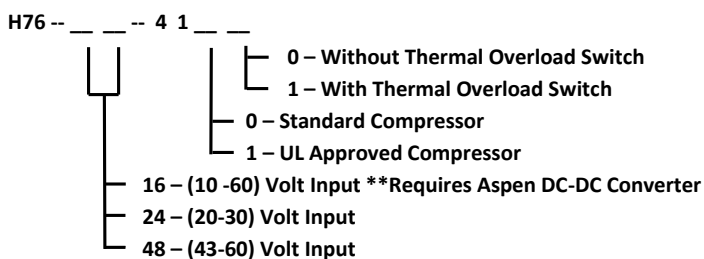 H76 -- __ __ -- 4 1 __ __
0 – Without Thermal Overload Switch
1 – With Thermal Overload Switch
0 – Standard Compressor
1 – UL Approved Compressor
16 – (10 -60) Volt Input **Requires Aspen DC-DC Converter
24 – (20-30) Volt Input
48 – (43-60) Volt Input